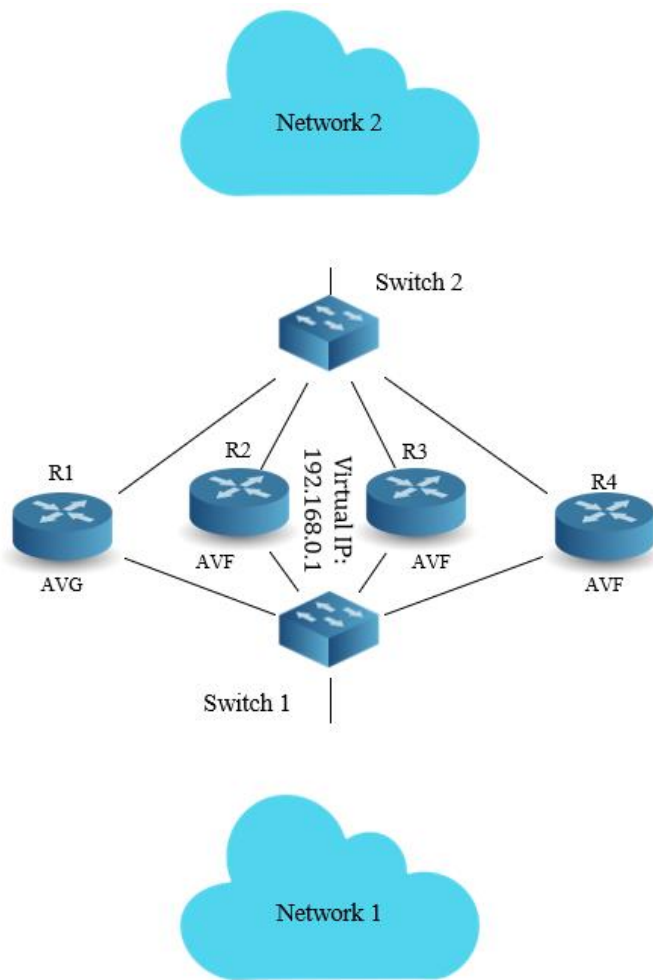 Network 2
Switch 2
R1
R2
Virtual IP:
192.168.0.1
R3
R4
AVG
AVF
AVF
AVF
Switch 1
Network 1